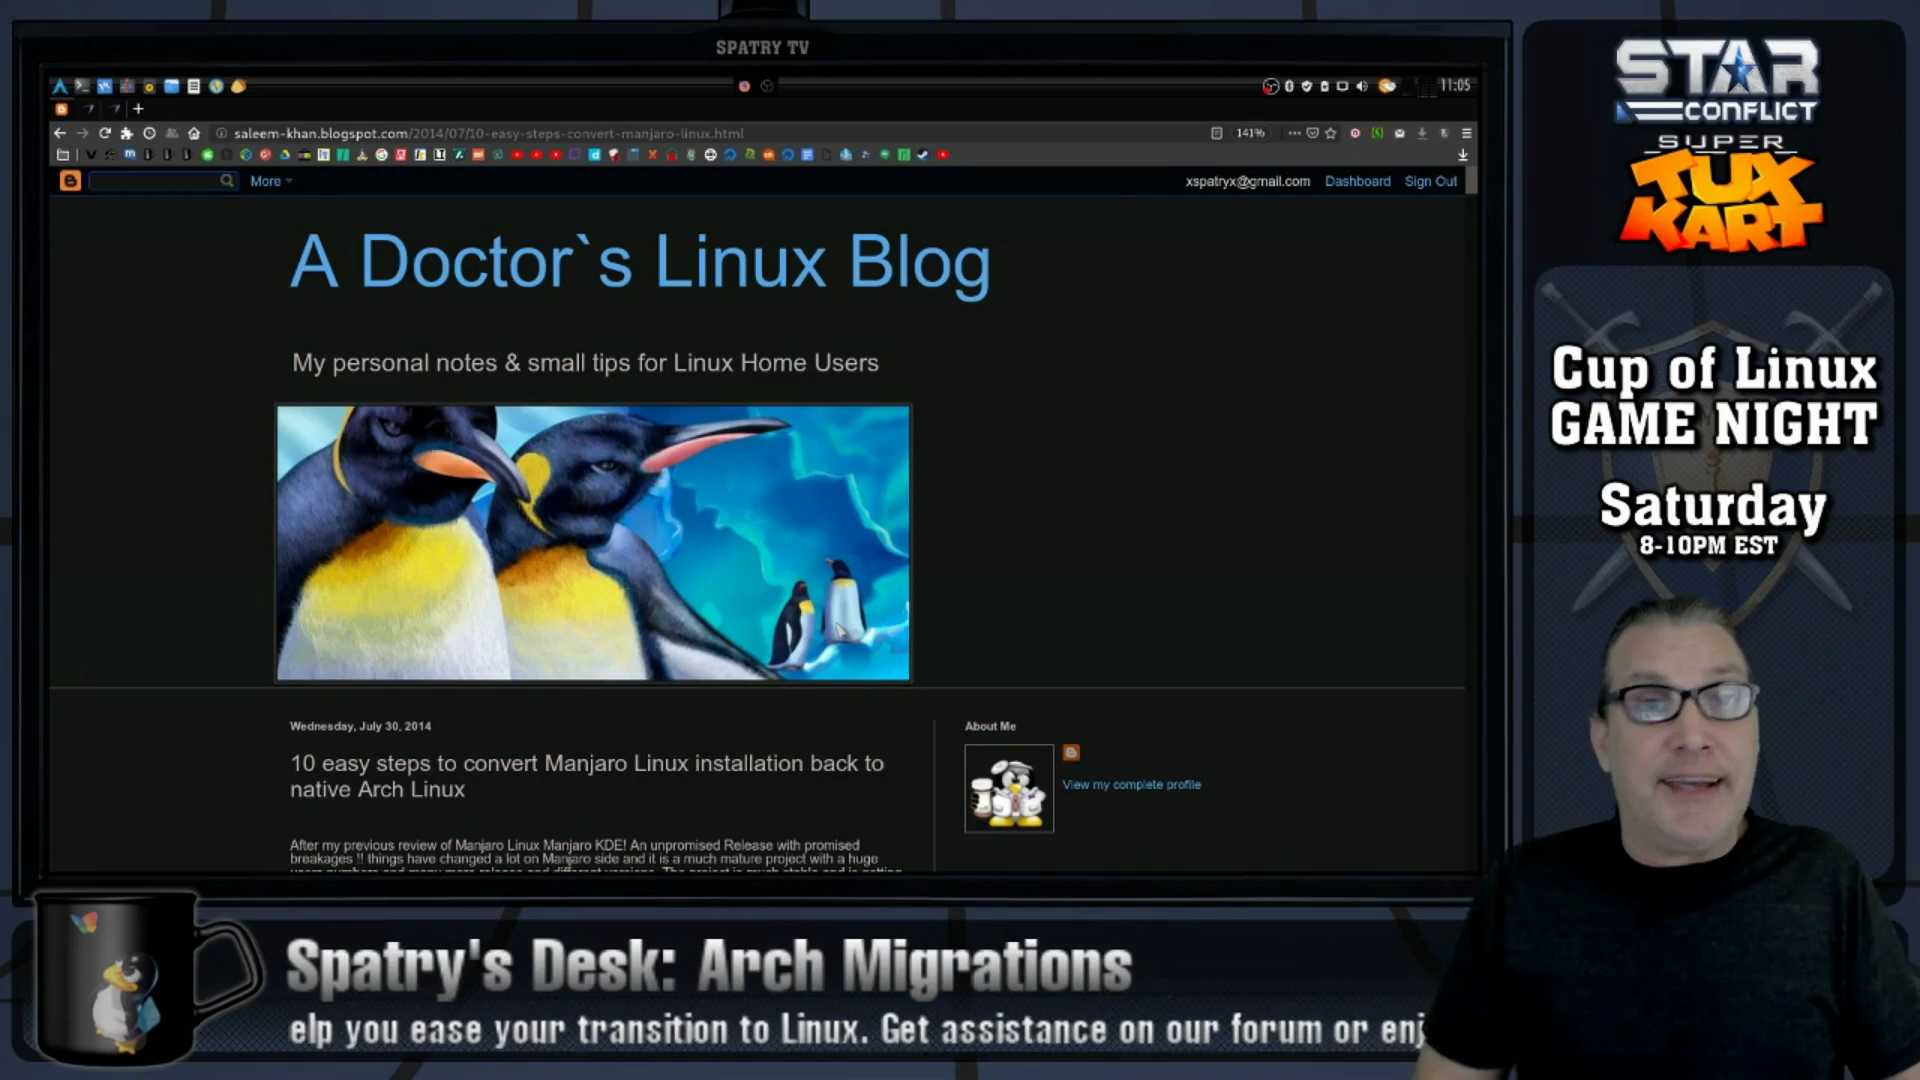 SPATRY TV
11:05
saleem-khan.blogspot.com/2014/07/10-easy-steps-convert-manjaro-linux.html
141%
More
xspatryx@gmail.com Dashboard Sign Out
A Doctor`s Linux Blog
My personal notes & small tips for Linux Home Users
Wednesday, July 30, 2014
10 easy steps to convert Manjaro Linux installation back to
native Arch Linux
After my previous review of Manjaro Linux Manjaro KDE! An unpromised Release with promised
breakages !! things have changed a lot on Manjaro side and it is a much mature project with a huge
About Me
View my complete profile
STAR
CONFLICT
SUPER
TUX
KART
Cup of Linux
GAME NIGHT
Saturday
8-10PM EST
Spatry's Desk: Arch Migrations
elp you ease your transition to Linux. Get assistance on our forum or enj